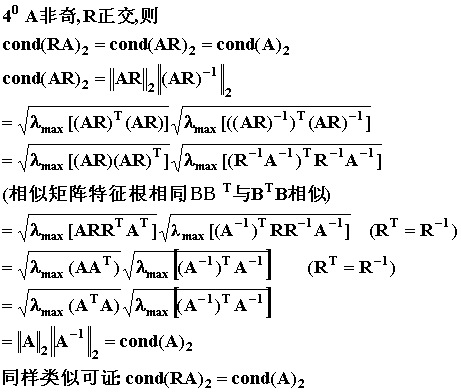 4⁰ A非奇,R正交,则
cond(RA)₂ = cond(AR)₂ = cond(A)₂
cond(AR)₂ = ‖AR‖₂‖(AR)⁻¹‖₂
= √λmax [(AR)ᵀ(AR)] √λmax [((AR)⁻¹)ᵀ(AR)⁻¹]
= √λmax [(AR)(AR)ᵀ] √λmax [(R⁻¹A⁻¹)ᵀR⁻¹A⁻¹]
(相似矩阵特征根相同BB ᵀ与BᵀB相似)
= √λmax [ARRᵀAᵀ] √λmax [(A⁻¹)ᵀRR⁻¹A⁻¹] (Rᵀ = R⁻¹)
= √λmax (AAᵀ) √λmax [(A⁻¹)ᵀA⁻¹] (Rᵀ = R⁻¹)
= √λmax (AᵀA) √λmax [(A⁻¹)ᵀA⁻¹]
= ‖A‖₂‖A⁻¹‖₂ = cond(A)₂
同样类似可证:cond(RA)₂ = cond(A)₂